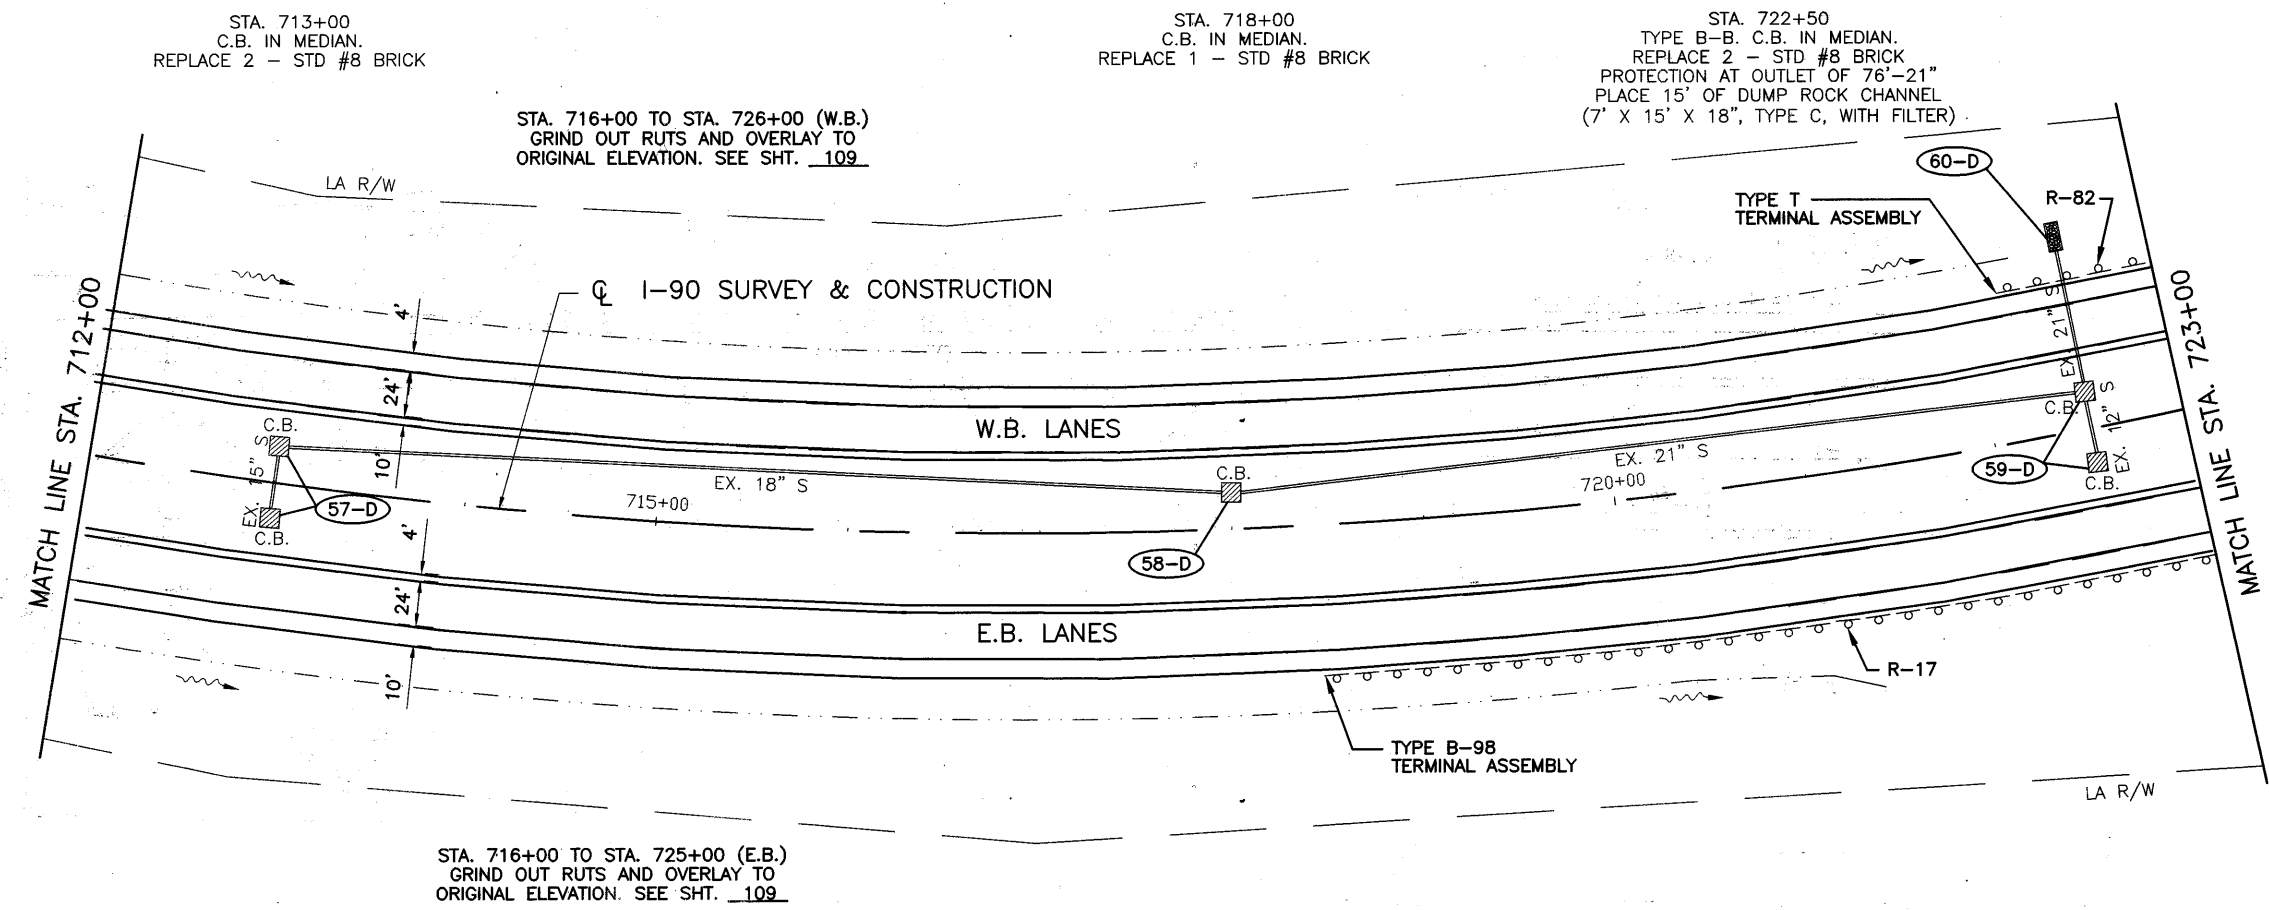 STA. 713+00
C.B. IN MEDIAN.
REPLACE 2 – STD #8 BRICK
STA. 718+00
C.B. IN MEDIAN.
REPLACE 1 – STD #8 BRICK
STA. 722+50
TYPE B–B. C.B. IN MEDIAN.
REPLACE 2 – STD #8 BRICK
PROTECTION AT OUTLET OF 76'–21"
PLACE 15' OF DUMP ROCK CHANNEL
(7' X 15' X 18", TYPE C, WITH FILTER)
STA. 716+00 TO STA. 726+00 (W.B.)
GRIND OUT RUTS AND OVERLAY TO
ORIGINAL ELEVATION. SEE SHT. 109
LA R/W
60–D
TYPE T
TERMINAL ASSEMBLY
R–82
MATCH LINE STA. 712+00
℄ I–90 SURVEY & CONSTRUCTION
4'
24'
10'
W.B. LANES
C.B.
EX. 15" S
C.B.
57–D
EX. 18" S
715+00
C.B.
58–D
EX. 21" S
720+00
EX. 21" S
C.B.
EX. 12" S
C.B.
59–D
MATCH LINE STA. 723+00
4'
24'
10'
E.B. LANES
R–17
TYPE B–98
TERMINAL ASSEMBLY
LA R/W
STA. 716+00 TO STA. 725+00 (E.B.)
GRIND OUT RUTS AND OVERLAY TO
ORIGINAL ELEVATION. SEE SHT. 109